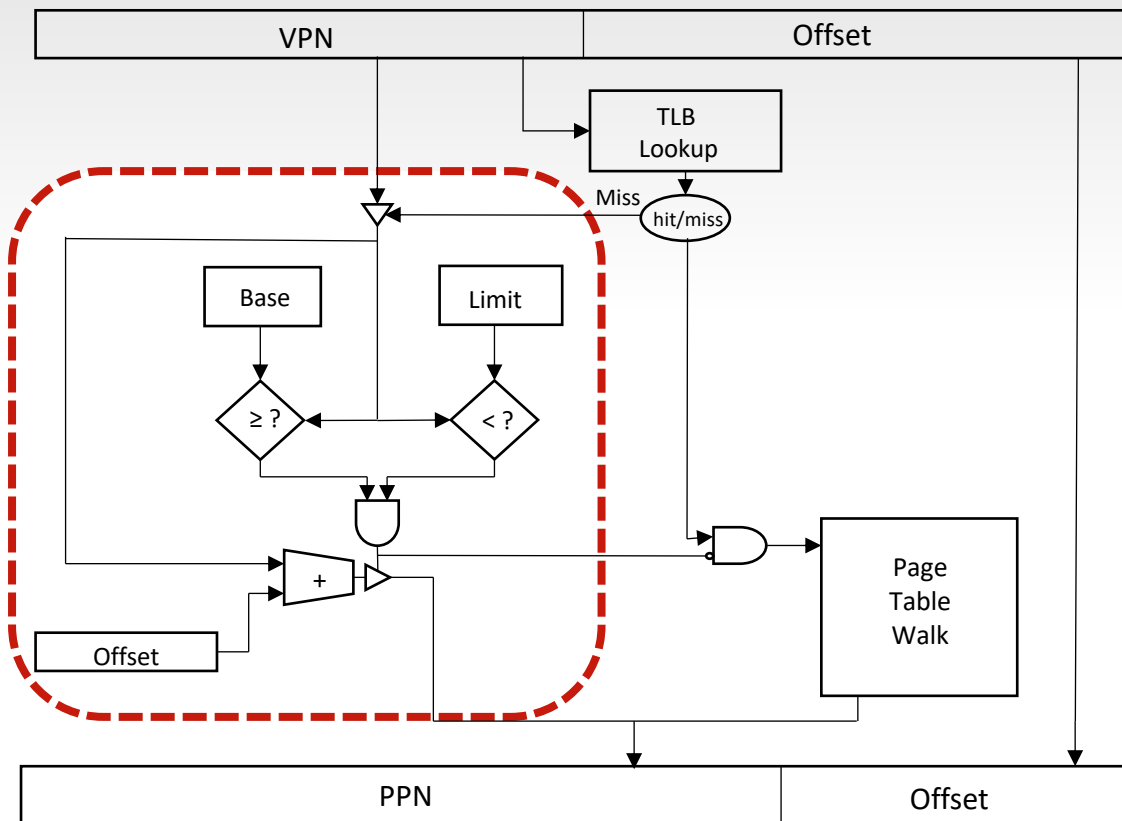 VPN
Offset
TLB
Lookup
Miss
hit/miss
Base
Limit
≥ ?
< ?
+
Page
Table
Walk
Offset
PPN
Offset